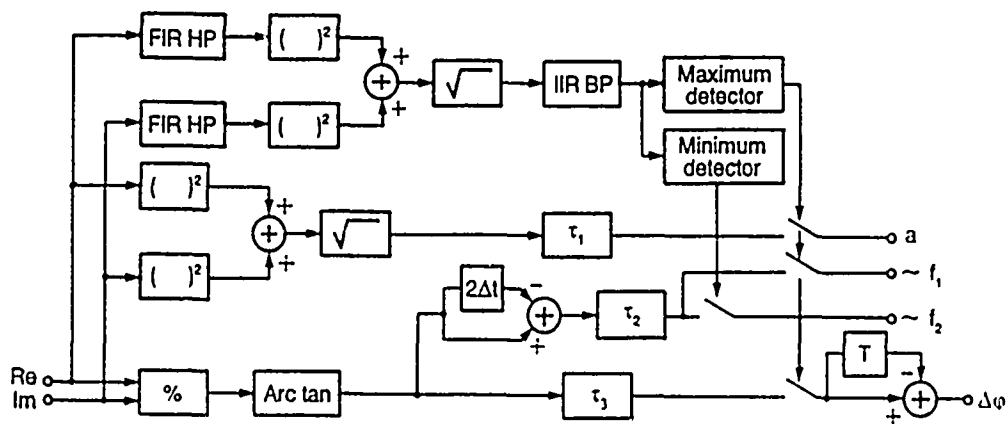 FIR HP
( )²
+
+
+
√
IIR BP
Maximum
detector
FIR HP
( )²
Minimum
detector
( )²
+
+
+
√
τ₁
a
( )²
~ f₁
2Δt
−
+
+
τ₂
~ f₂
T
−
Re
Im
%
Arc tan
τ₃
+
+
Δφ